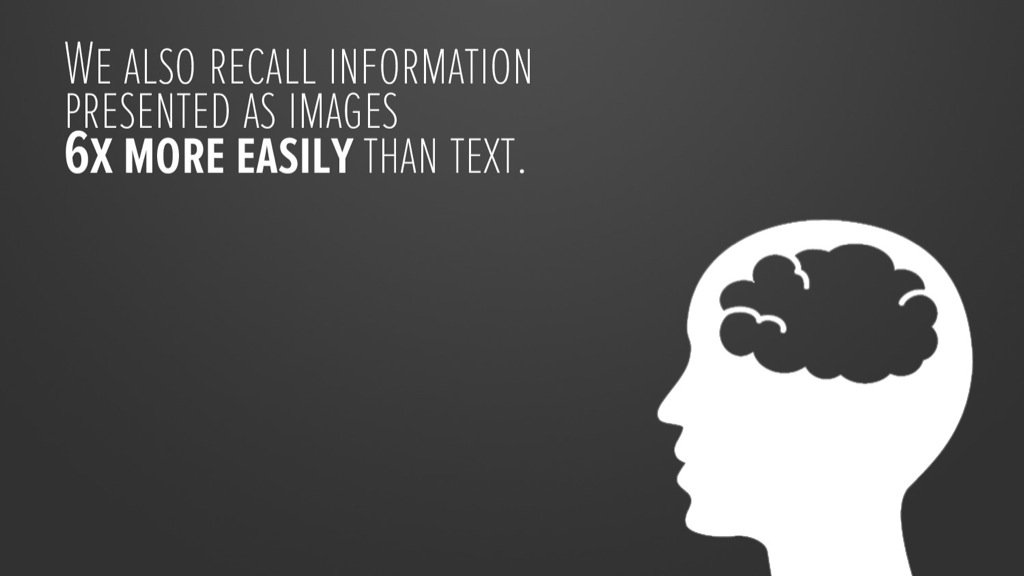 We also recall information
presented as images
6x more easily than text.